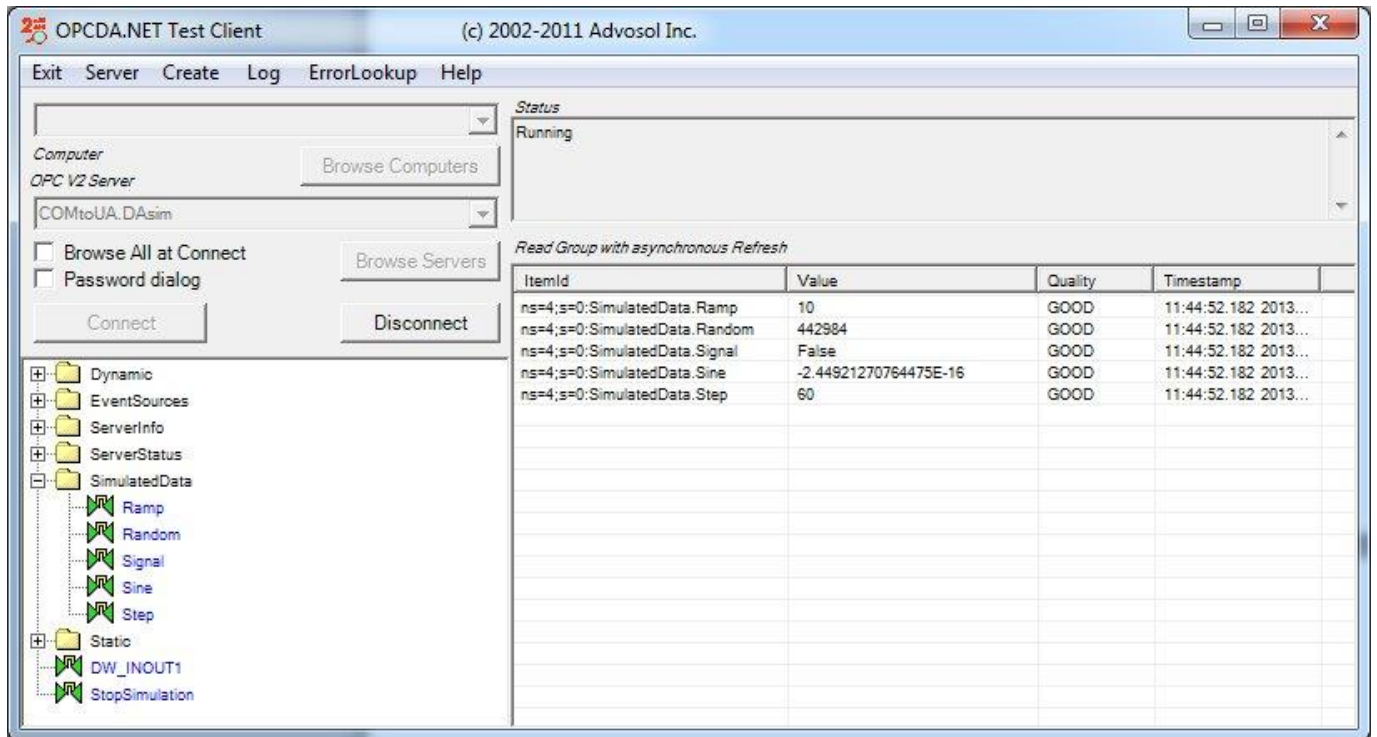 OPCDA.NET Test Client (c) 2002-2011 Advosol Inc.
Exit Server Create Log ErrorLookup Help
Computer
Browse Computers
OPC V2 Server
COMtoUA.DAsim
Browse All at Connect
Browse Servers
Password dialog
Connect Disconnect
Dynamic
EventSources
ServerInfo
ServerStatus
SimulatedData
Ramp
Random
Signal
Sine
Step
Static
DW_INOUT1
StopSimulation
Status
Running
Read Group with asynchronous Refresh
ItemId Value Quality Timestamp
ns=4;s=0:SimulatedData.Ramp 10 GOOD 11:44:52.182 2013...
ns=4;s=0:SimulatedData.Random 442984 GOOD 11:44:52.182 2013...
ns=4;s=0:SimulatedData.Signal False GOOD 11:44:52.182 2013...
ns=4;s=0:SimulatedData.Sine -2.44921270764475E-16 GOOD 11:44:52.182 2013...
ns=4;s=0:SimulatedData.Step 60 GOOD 11:44:52.182 2013...